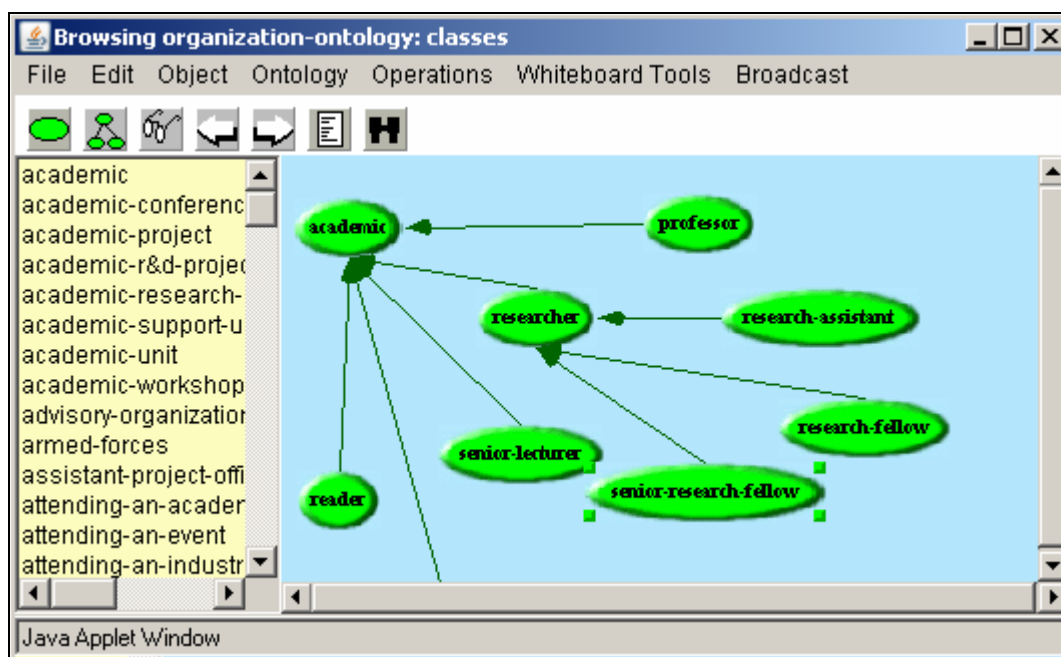 Browsing organization-ontology: classes
File Edit Object Ontology Operations Whiteboard Tools Broadcast
academic
academic-conferenc
academic-project
academic-r&d-projec
academic-research-
academic-support-u
academic-unit
academic-workshop
advisory-organization
armed-forces
assistant-project-offi
attending-an-acader
attending-an-event
attending-an-industr
academic
professor
researcher
research-assistant
research-fellow
senior-lecturer
senior-research-fellow
reader
Java Applet Window